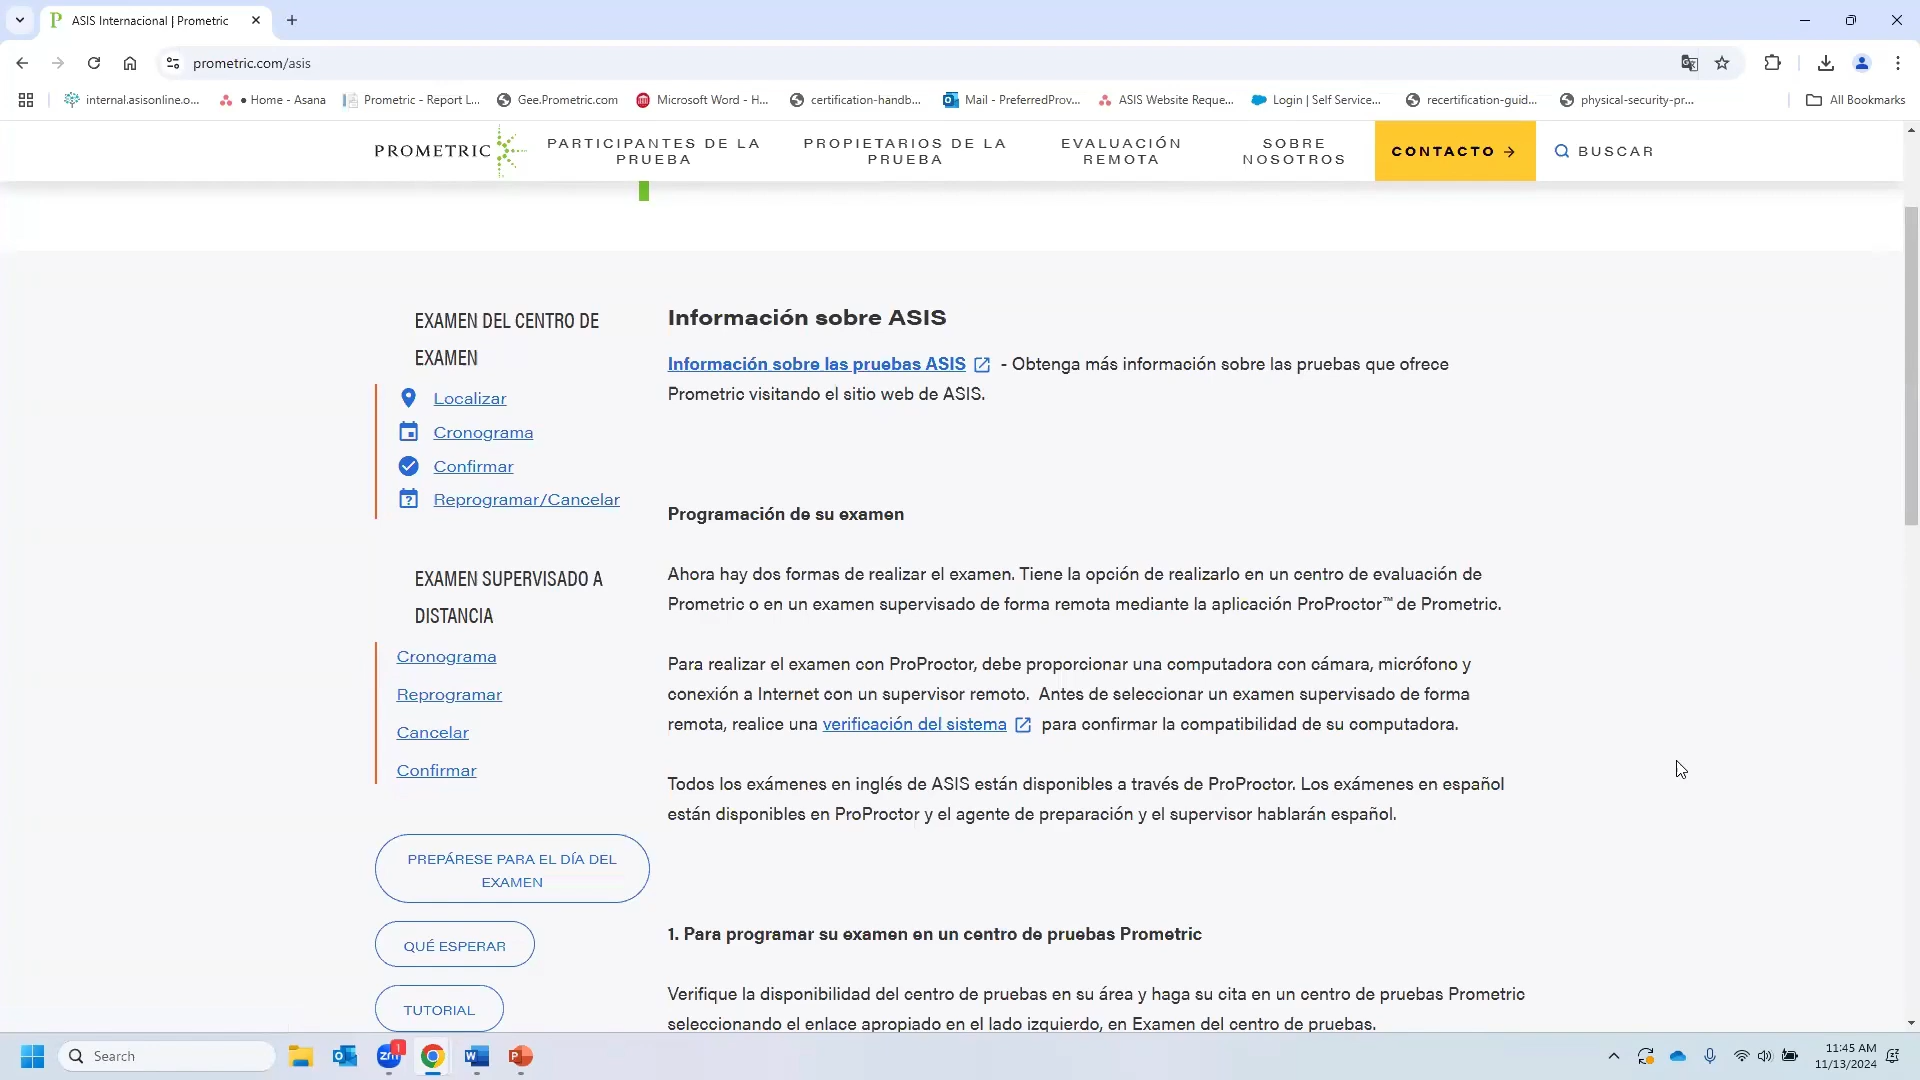 ASIS Internacional | Prometric
prometric.com/asis
internal.asisonline.o...
• Home - Asana
Prometric - Report L...
Gee.Prometric.com
Microsoft Word - H...
certification-handb...
Mail - PreferredProv...
ASIS Website Reque...
Login | Self Service...
recertification-guid...
physical-security-pr...
All Bookmarks
PROMETRIC
PARTICIPANTES DE LA
PRUEBA
PROPIETARIOS DE LA
PRUEBA
EVALUACIÓN
REMOTA
SOBRE
NOSOTROS
CONTACTO →
BUSCAR
EXAMEN DEL CENTRO DE
EXAMEN
Localizar
Cronograma
Confirmar
Reprogramar/Cancelar
EXAMEN SUPERVISADO A
DISTANCIA
Cronograma
Reprogramar
Cancelar
Confirmar
PREPÁRESE PARA EL DÍA DEL
EXAMEN
QUÉ ESPERAR
TUTORIAL
Información sobre ASIS
Información sobre las pruebas ASIS - Obtenga más información sobre las pruebas que ofrece
Prometric visitando el sitio web de ASIS.
Programación de su examen
Ahora hay dos formas de realizar el examen. Tiene la opción de realizarlo en un centro de evaluación de
Prometric o en un examen supervisado de forma remota mediante la aplicación ProProctor™ de Prometric.
Para realizar el examen con ProProctor, debe proporcionar una computadora con cámara, micrófono y
conexión a Internet con un supervisor remoto. Antes de seleccionar un examen supervisado de forma
remota, realice una verificación del sistema para confirmar la compatibilidad de su computadora.
Todos los exámenes en inglés de ASIS están disponibles a través de ProProctor. Los exámenes en español
están disponibles en ProProctor y el agente de preparación y el supervisor hablarán español.
1. Para programar su examen en un centro de pruebas Prometric
Verifique la disponibilidad del centro de pruebas en su área y haga su cita en un centro de pruebas Prometric
seleccionando el enlace apropiado en el lado izquierdo, en Examen del centro de pruebas.
Search
zm
1
11:45 AM
11/13/2024